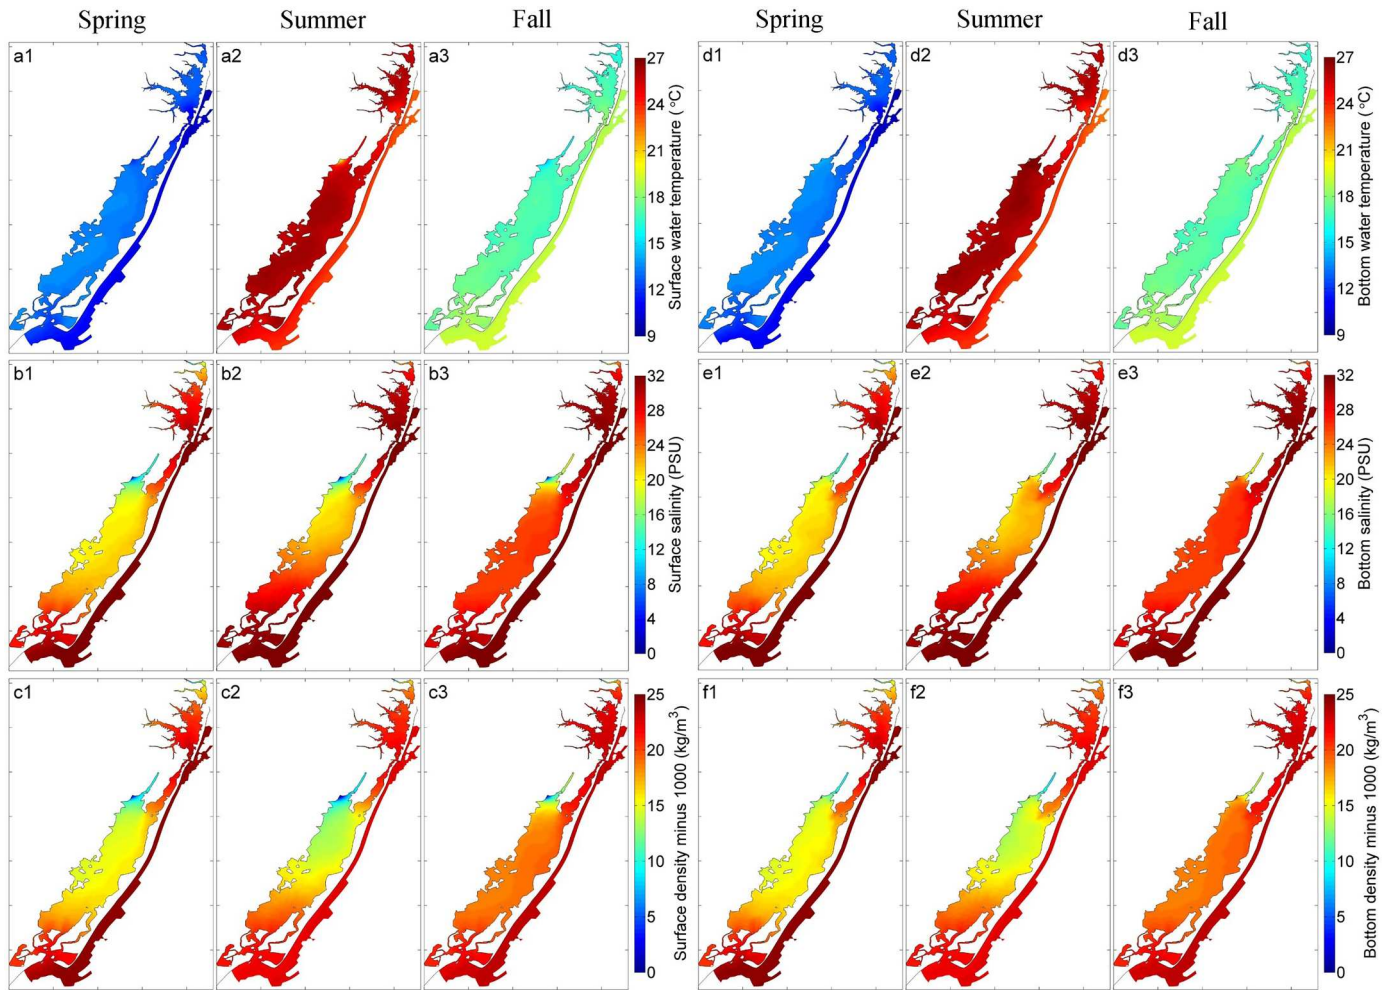 Spring Summer Fall Spring Summer Fall
a1 a2 a3 d1 d2 d3
27 24 21 18 15 12 9
Surface water temperature (°C)
27 24 21 18 15 12 9
Bottom water temperature (°C)
b1 b2 b3 e1 e2 e3
32 28 24 20 16 12 8 4 0
Surface salinity (PSU)
32 28 24 20 16 12 8 4 0
Bottom salinity (PSU)
c1 c2 c3 f1 f2 f3
25 20 15 10 5 0
Surface density minus 1000 (kg/m³)
25 20 15 10 5 0
Bottom density minus 1000 (kg/m³)